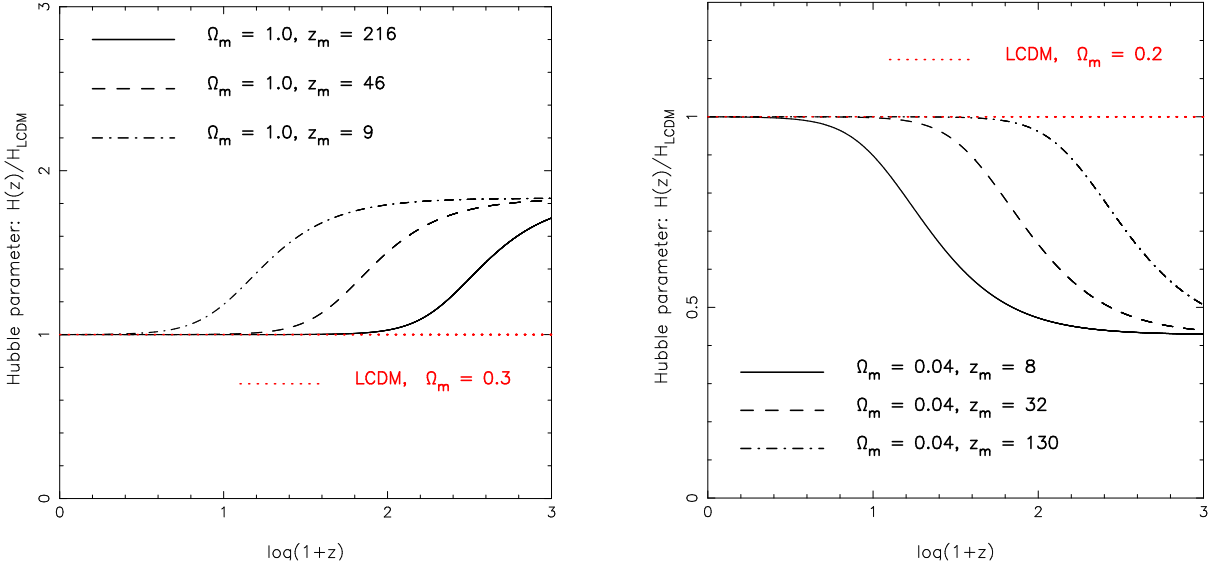 3
2
1
0
Hubble parameter: H(z)/H_LCDM
Ω_m = 1.0, z_m = 216
Ω_m = 1.0, z_m = 46
Ω_m = 1.0, z_m = 9
LCDM, Ω_m = 0.3
0 1 2 3
log(1+z)
1
0.5
0
Hubble parameter: H(z)/H_LCDM
LCDM, Ω_m = 0.2
Ω_m = 0.04, z_m = 8
Ω_m = 0.04, z_m = 32
Ω_m = 0.04, z_m = 130
0 1 2 3
log(1+z)